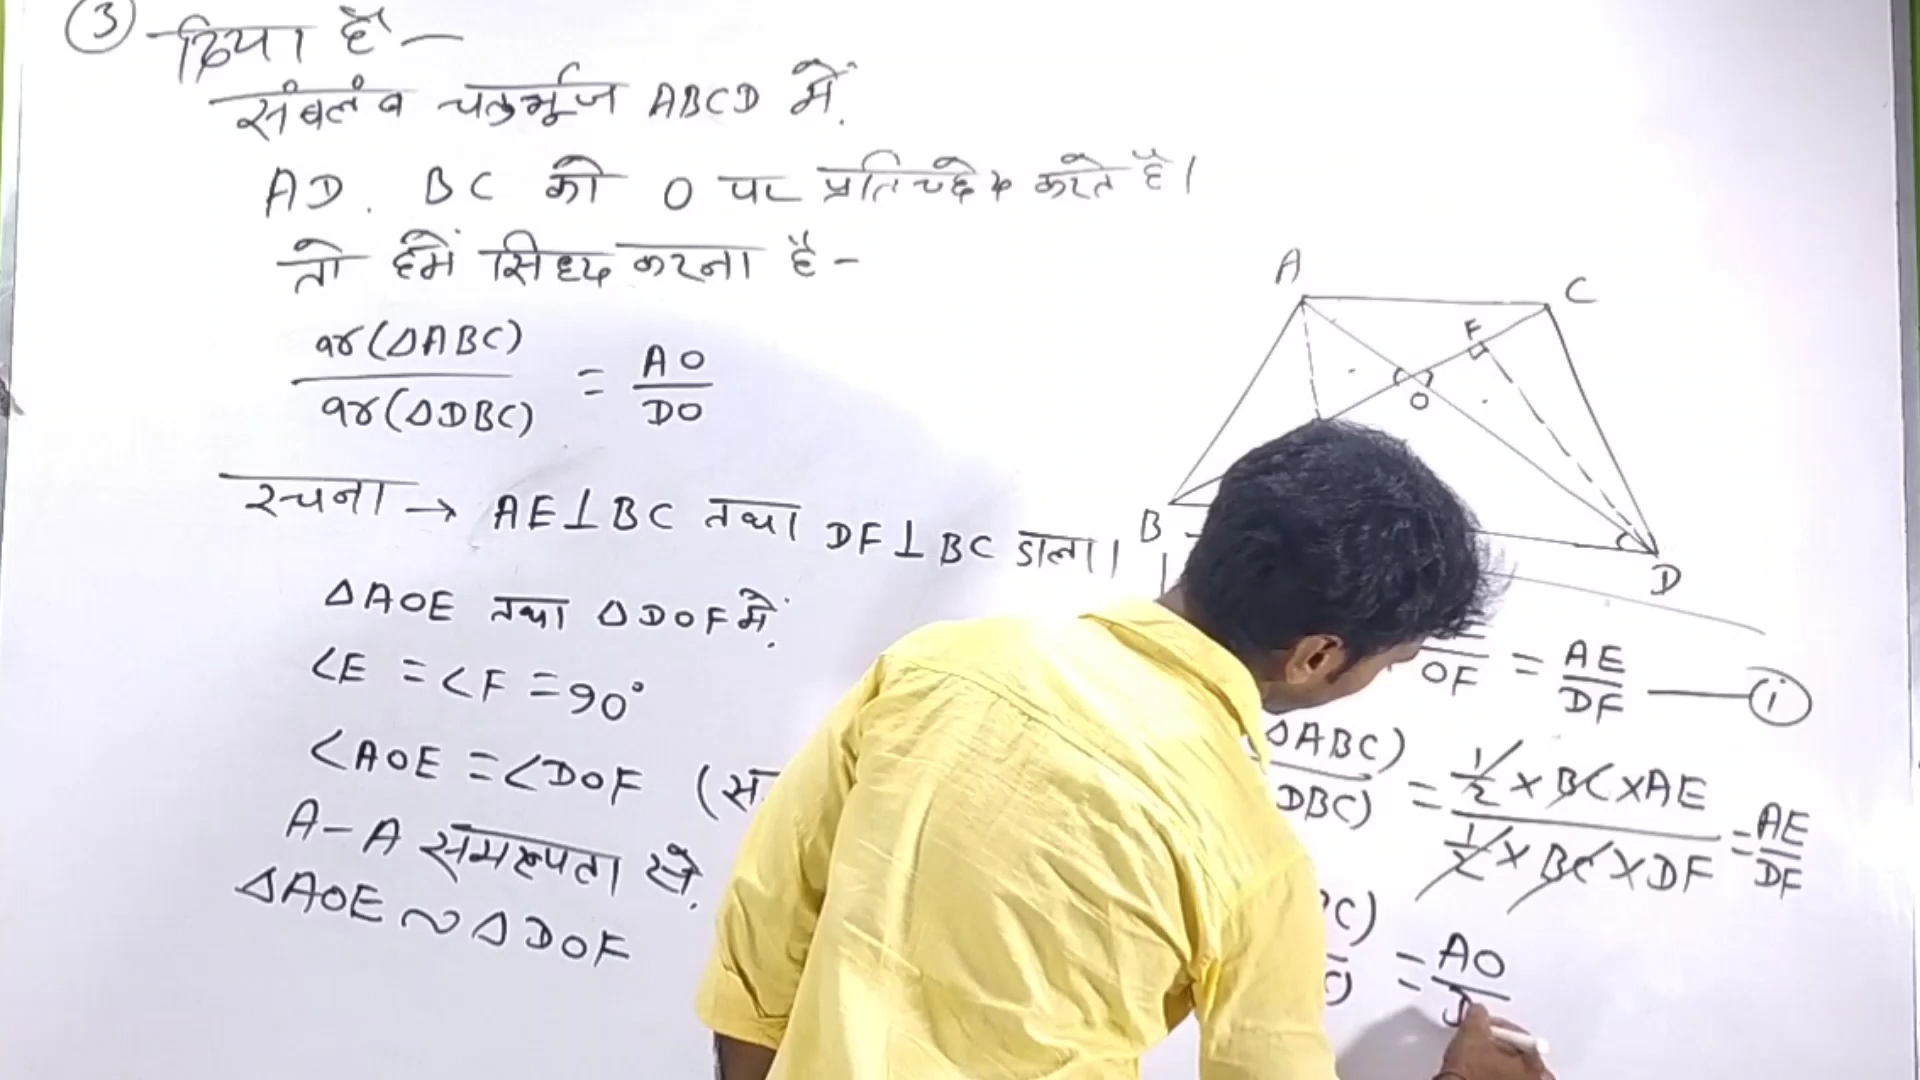 ③ दिया है –
संबलंब चतुर्भूज ABCD में.
AD. BC को O पर प्रतिच्छेद करते है।
तो हमें सिध्द करना है –
ar(△ABC)
ar(△DBC)
= AO
DO
रचना → AE⊥BC तथा DF⊥BC डाला।
△AOE तथा △DOF में.
∠E = ∠F = 90°
∠AOE = ∠DOF (स
A-A समरूपता से.
△AOE ~ △DOF
A
C
F
O
B
D
OF = AE
DF
ⓘ
△ABC) = 1/2 × BC × AE = AE
DBC) 1/2 × BC × DF DF
C) = AO
D